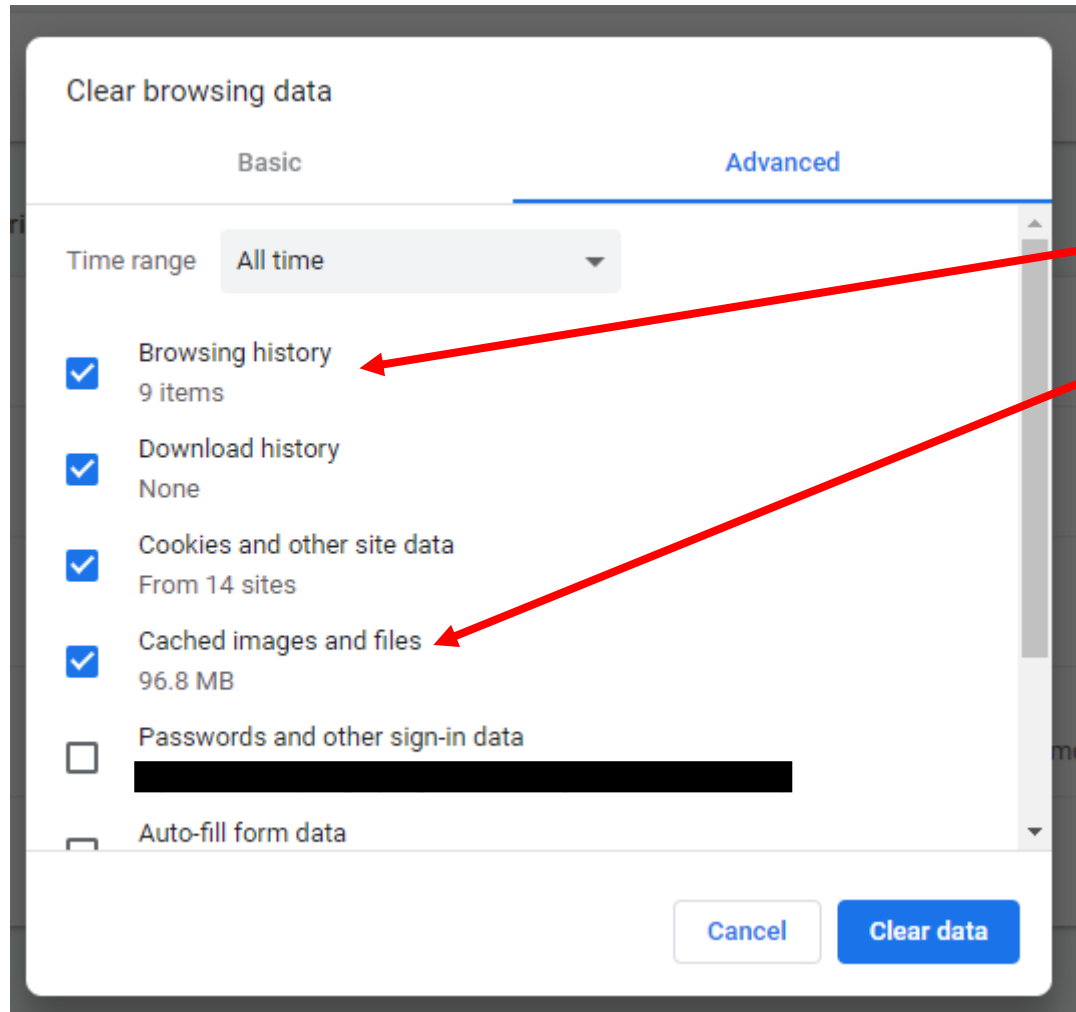 Clear browsing data
Basic Advanced
Time range All time
Browsing history
9 items
Download history
None
Cookies and other site data
From 14 sites
Cached images and files
96.8 MB
Passwords and other sign-in data
Auto-fill form data
Cancel Clear data